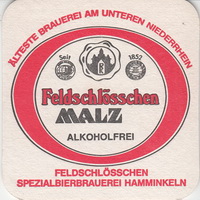 ÄLTESTE BRAUEREI AM UNTEREN NIEDERRHEIN
Seit 1852
Feldschlösschen
MALZ
ALKOHOLFREI
FELDSCHLÖSSCHEN
SPEZIALBIERBRAUEREI HAMMINKELN